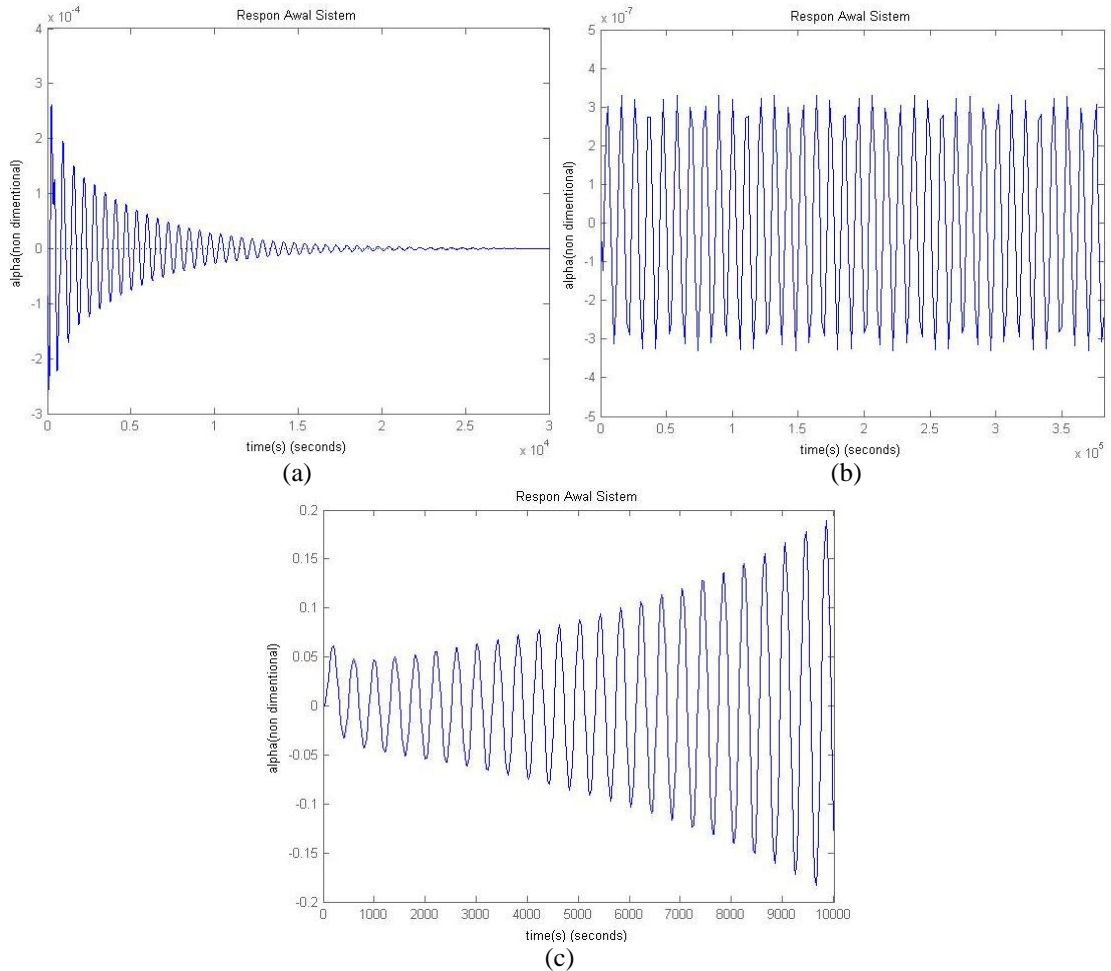 Respon Awal Sistem
x 10⁻⁴
4
3
2
1
0
-1
-2
-3
alpha(non dimentional)
0 0.5 1 1.5 2 2.5 3
x 10⁴
time(s) (seconds)
(a)
Respon Awal Sistem
x 10⁻⁷
5
4
3
2
1
0
-1
-2
-3
-4
-5
alpha(non dimentional)
0 0.5 1 1.5 2 2.5 3 3.5
x 10⁵
time(s) (seconds)
(b)
Respon Awal Sistem
0.2
0.15
0.1
0.05
0
-0.05
-0.1
-0.15
-0.2
alpha(non dimentional)
0 1000 2000 3000 4000 5000 6000 7000 8000 9000 10000
time(s) (seconds)
(c)